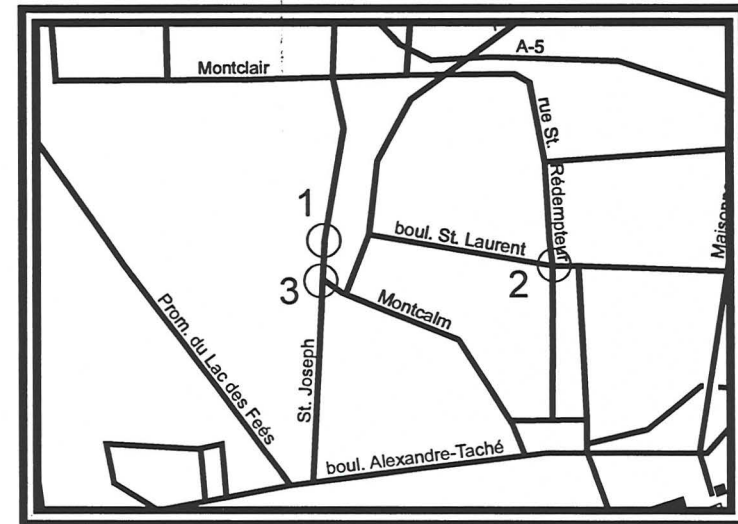 A-5
Montclair
rue St.
Rédempteur
1
boul. St. Laurent
2
3
Montcalm
Prom. du Lac des Feés
St. Joseph
boul. Alexandre-Taché